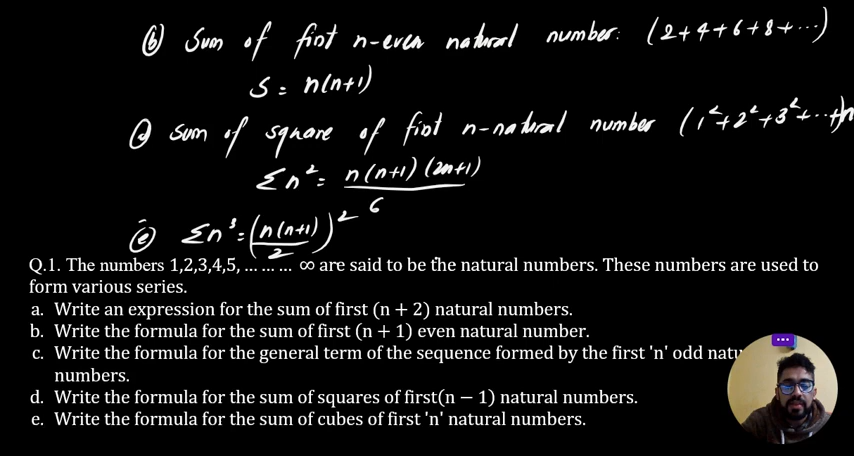 (b) Sum of first n-even natural number: (2+4+6+8+...)
S = n(n+1)
(d) sum of square of first n-natural number (1²+2²+3²+...+n
Σn² = n(n+1)(2n+1)
6
(e) Σn³ = (n(n+1)/2)²
Q.1. The numbers 1,2,3,4,5, ... ... ... ∞ are said to be the natural numbers. These numbers are used to
form various series.
a. Write an expression for the sum of first (n + 2) natural numbers.
b. Write the formula for the sum of first (n + 1) even natural number.
c. Write the formula for the general term of the sequence formed by the first 'n' odd natu
numbers.
d. Write the formula for the sum of squares of first(n − 1) natural numbers.
e. Write the formula for the sum of cubes of first 'n' natural numbers.